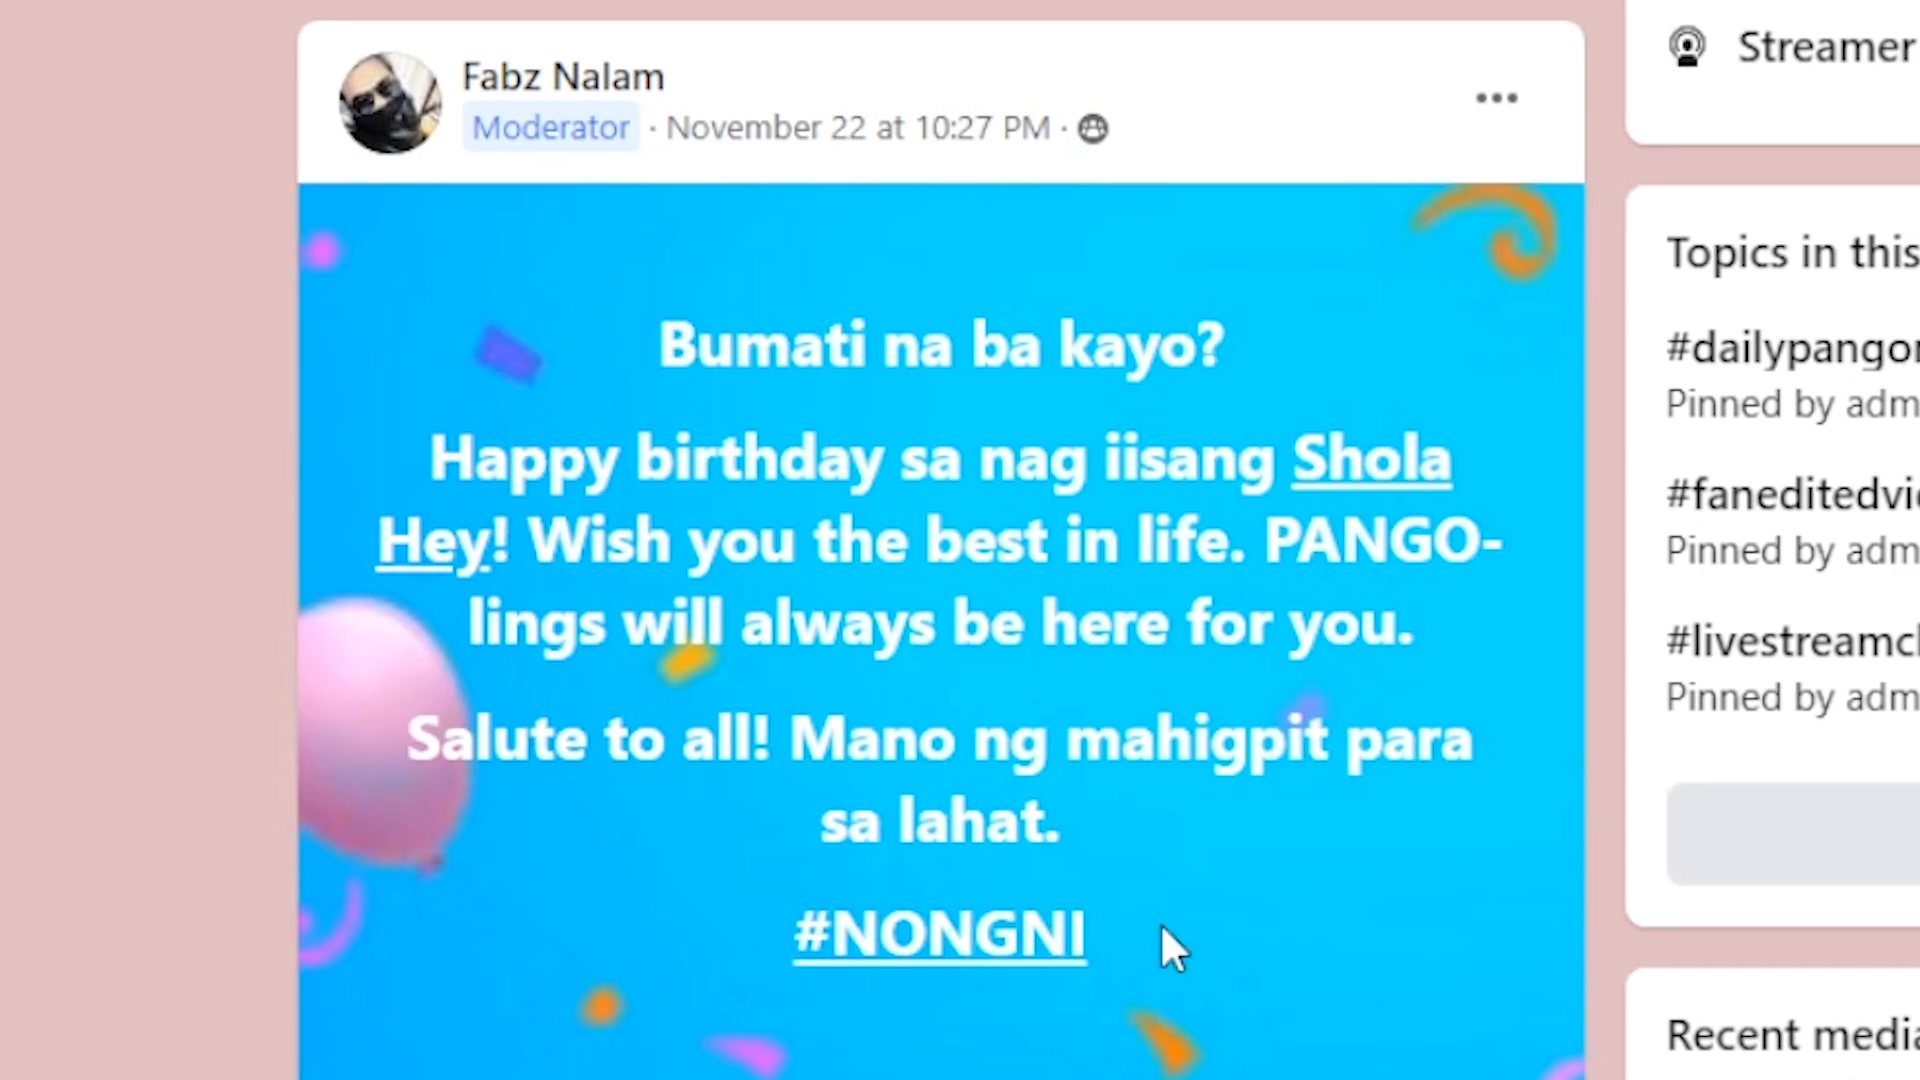 Fabz Nalam
Moderator · November 22 at 10:27 PM ·
Bumati na ba kayo?
Happy birthday sa nag iisang Shola
Hey! Wish you the best in life. PANGO-
lings will always be here for you.
Salute to all! Mano ng mahigpit para
sa lahat.
#NONGNI
Streamer
Topics in this
#dailypango
Pinned by adm
#faneditedvi
Pinned by adm
#livestreamc
Pinned by adm
Recent media